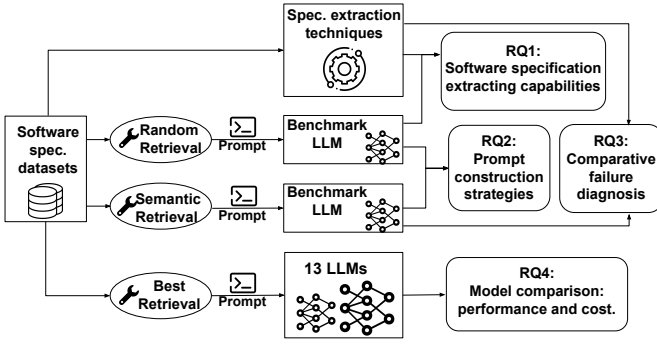 Spec. extraction
techniques
RQ1:
Software specification
extracting capabilities
Software
spec.
datasets
Random
Retrieval
Prompt
Benchmark
LLM
RQ2:
Prompt
construction
strategies
RQ3:
Comparative
failure
diagnosis
Semantic
Retrieval
Prompt
Benchmark
LLM
Best
Retrieval
Prompt
13 LLMs
RQ4:
Model comparison:
performance and cost.